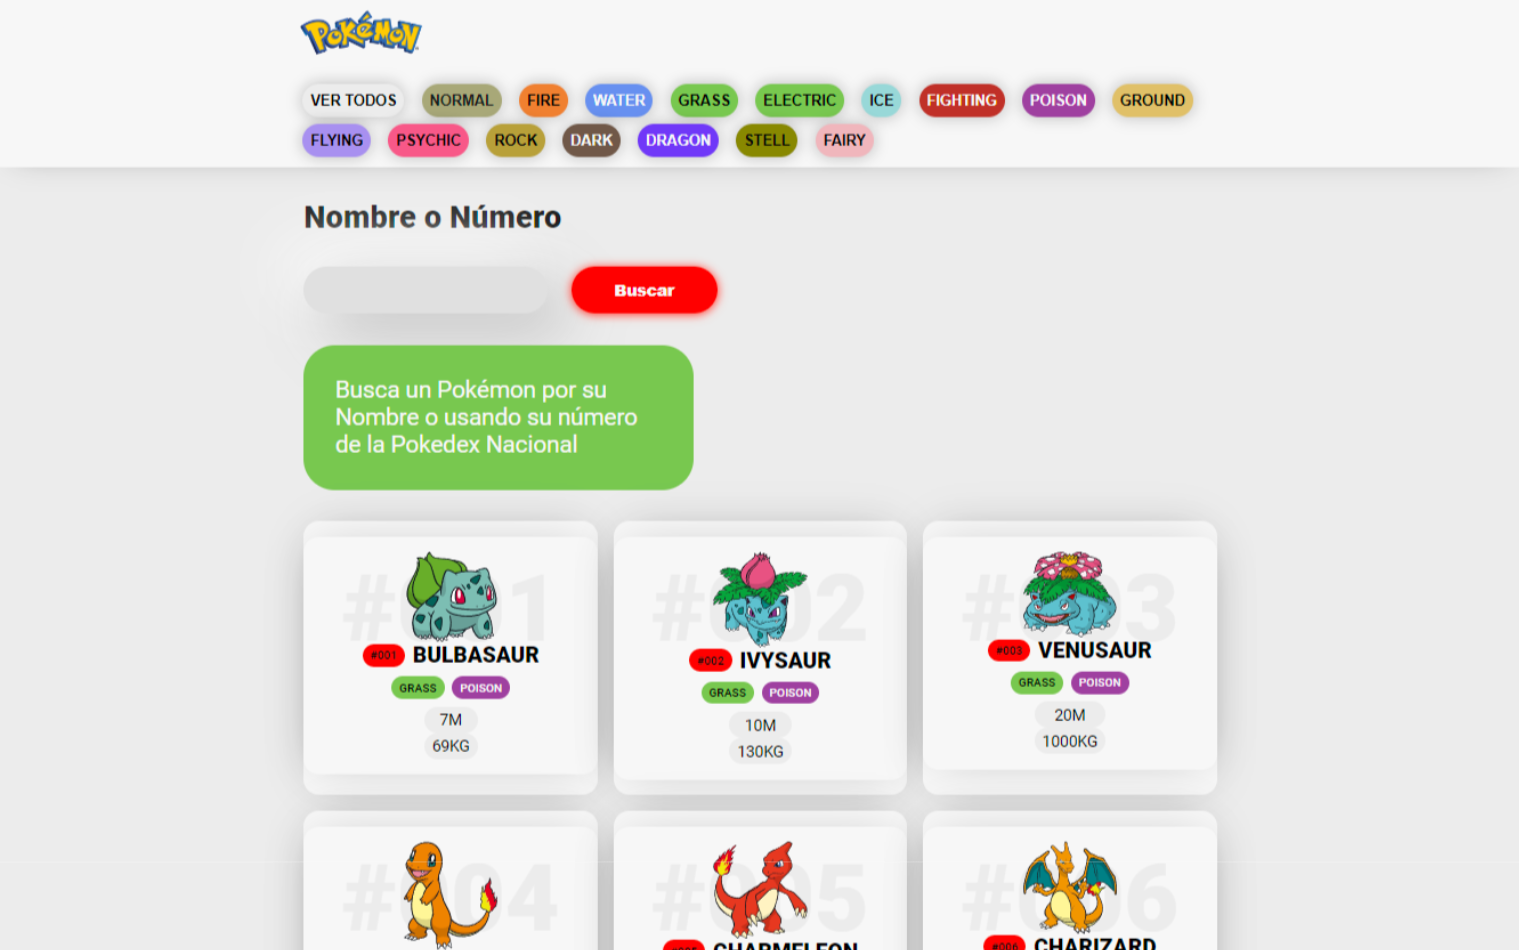 POKéMON
VER TODOS NORMAL FIRE WATER GRASS ELECTRIC ICE FIGHTING POISON GROUND
FLYING PSYCHIC ROCK DARK DRAGON STELL FAIRY
Nombre o Número
Buscar
Busca un Pokémon por su
Nombre o usando su número
de la Pokedex Nacional
#001 BULBASAUR
GRASS POISON
7M
69KG
#002
#002 IVYSAUR
GRASS POISON
10M
130KG
#003
#003 VENUSAUR
GRASS POISON
20M
1000KG
#004
#005
CHARMELEON
#006
#006 CHARIZARD